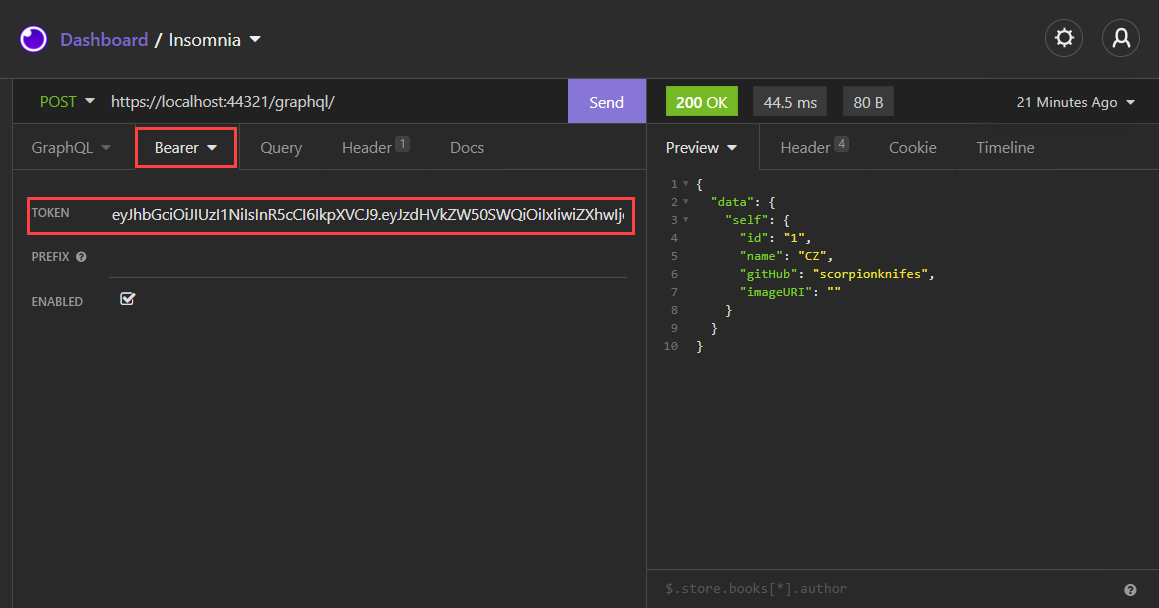 Dashboard / Insomnia
POST https://localhost:44321/graphql/ Send
200 OK 44.5 ms 80 B 21 Minutes Ago
GraphQL Bearer Query Header 1 Docs
Preview Header 4 Cookie Timeline
TOKEN eyJhbGciOiJIUzI1NiIsInR5cCI6IkpXVCJ9.eyJzdHVkZW50SWQiOiIxIiwiZXhwIjo
PREFIX ?
ENABLED
1 {
2 "data": {
3 "self": {
4 "id": "1",
5 "name": "CZ",
6 "gitHub": "scorpionknifes",
7 "imageURI": ""
8 }
9 }
10 }
$.store.books[*].author ?